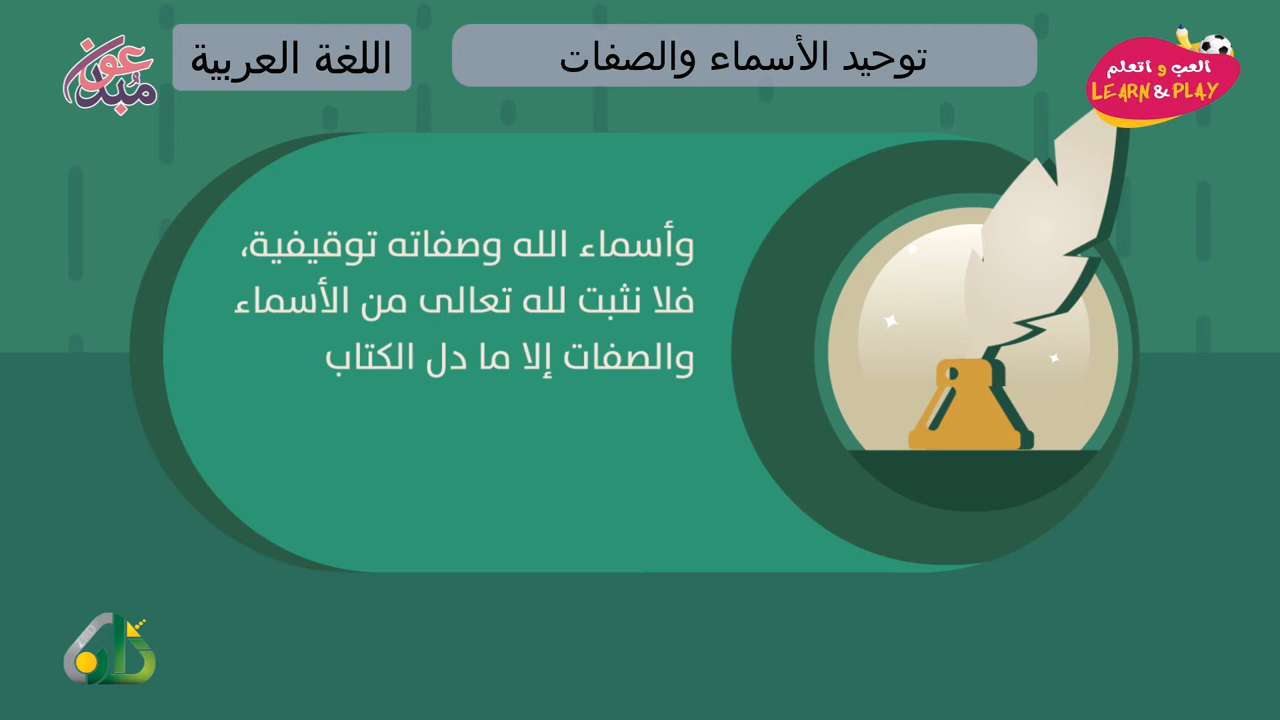 توحيد الأسماء والصفات
اللغة العربية
العب و اتعلم
LEARN & PLAY
مبدعون
وأسماء الله وصفاته توقيفية،
فلا نثبت لله تعالى من الأسماء
والصفات إلا ما دل الكتاب